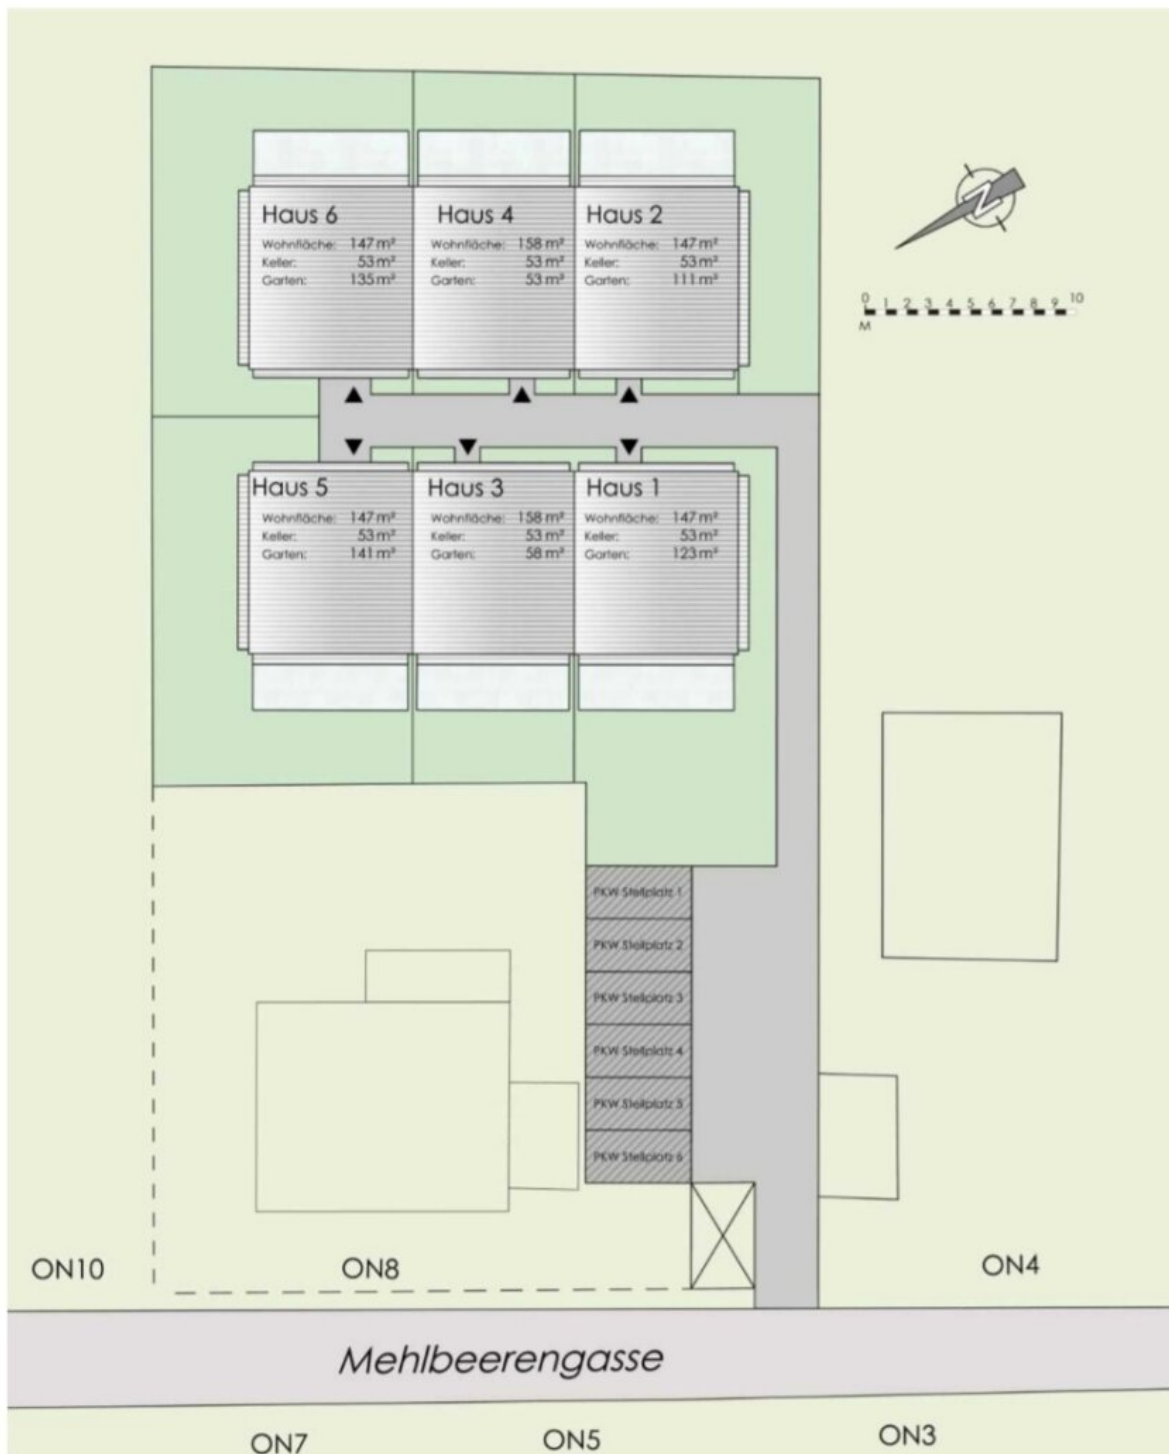 Haus 6
Wohnfläche: 147 m²
Keller: 53 m²
Garten: 135 m²
Haus 4
Wohnfläche: 158 m²
Keller: 53 m²
Garten: 53 m²
Haus 2
Wohnfläche: 147 m²
Keller: 53 m²
Garten: 111 m²
N
0 1 2 3 4 5 6 7 8 9 10
M
Haus 5
Wohnfläche: 147 m²
Keller: 53 m²
Garten: 141 m²
Haus 3
Wohnfläche: 158 m²
Keller: 53 m²
Garten: 58 m²
Haus 1
Wohnfläche: 147 m²
Keller: 53 m²
Garten: 123 m²
PKW Stellplatz 1
PKW Stellplatz 2
PKW Stellplatz 3
PKW Stellplatz 4
PKW Stellplatz 5
PKW Stellplatz 6
ON10
ON8
ON4
Mehlbeerengasse
ON7
ON5
ON3